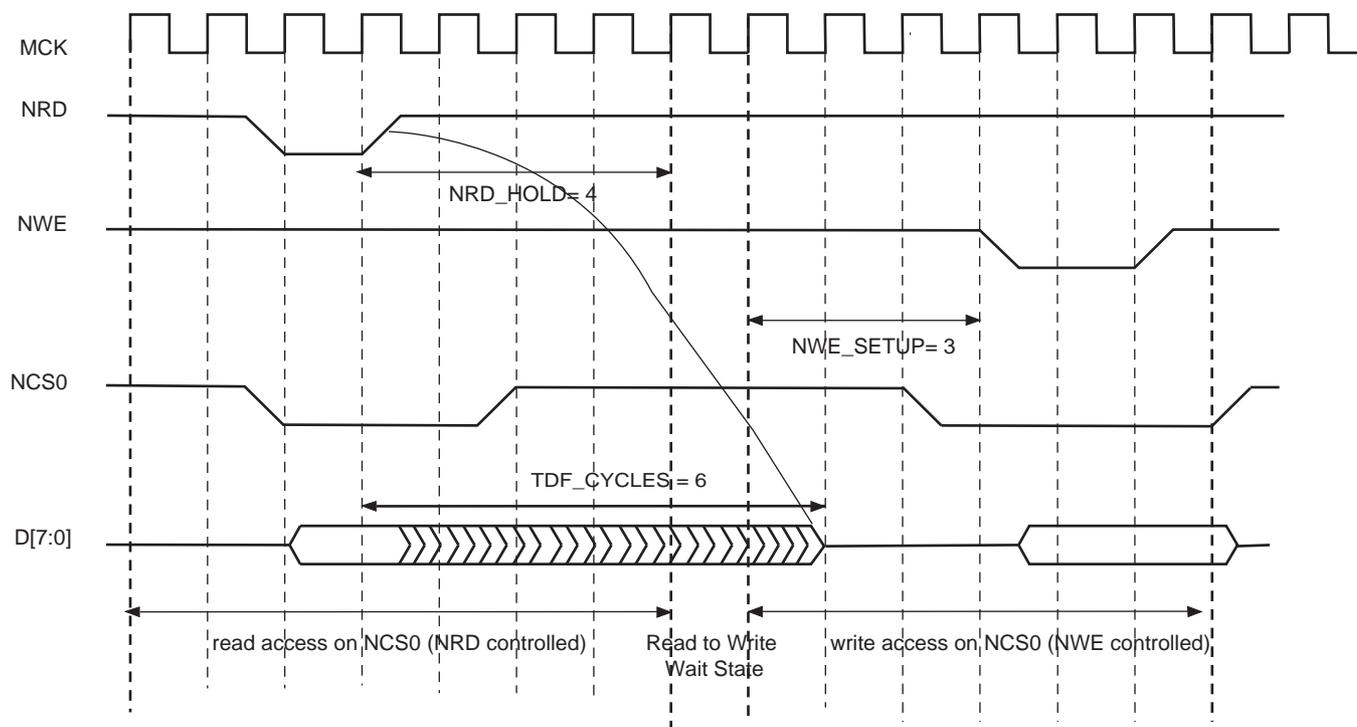 MCK
NRD
NRD_HOLD= 4
NWE
NWE_SETUP= 3
NCS0
TDF_CYCLES = 6
D[7:0]
read access on NCS0 (NRD controlled)
Read to Write
Wait State
write access on NCS0 (NWE controlled)